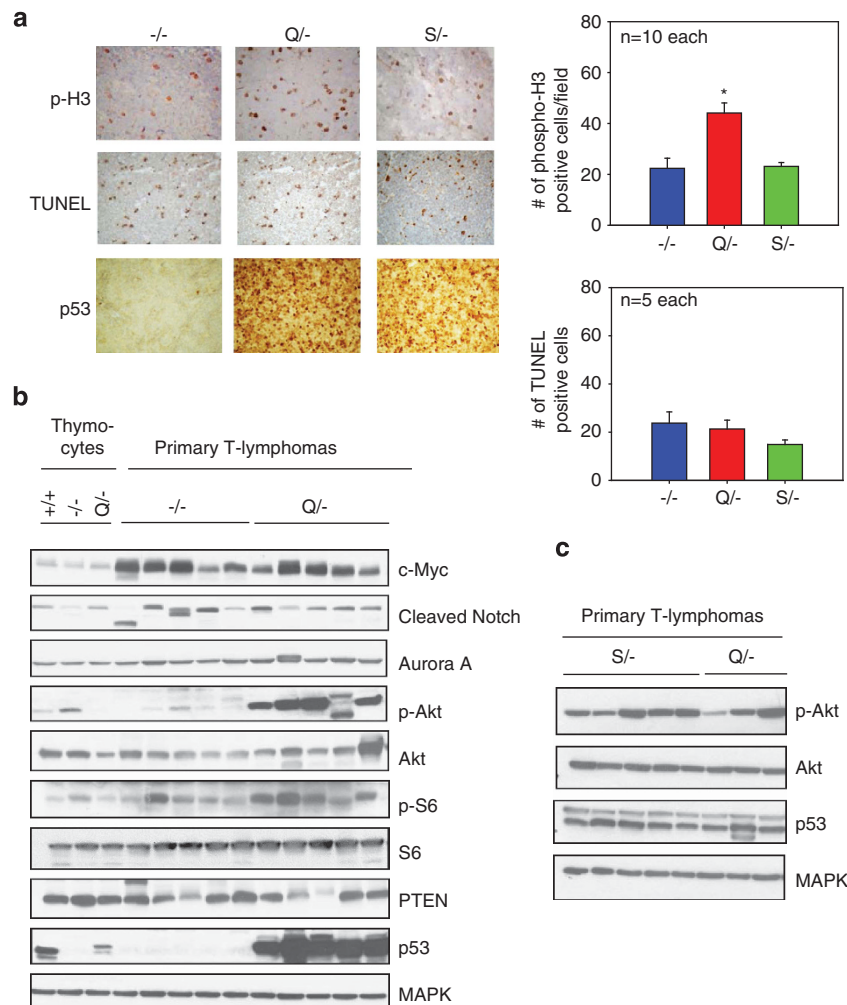 a
-/- Q/- S/-
p-H3
TUNEL
p53
n=10 each
# of phospho-H3
positive cells/field
80
60
40
20
0
*
-/- Q/- S/-
n=5 each
# of TUNEL
positive cells
80
60
40
20
0
-/- Q/- S/-
b
Thymo-
cytes
Primary T-lymphomas
+/+ -/- Q/- -/- Q/-
c-Myc
Cleaved Notch
Aurora A
p-Akt
Akt
p-S6
S6
PTEN
p53
MAPK
c
Primary T-lymphomas
S/- Q/-
p-Akt
Akt
p53
MAPK